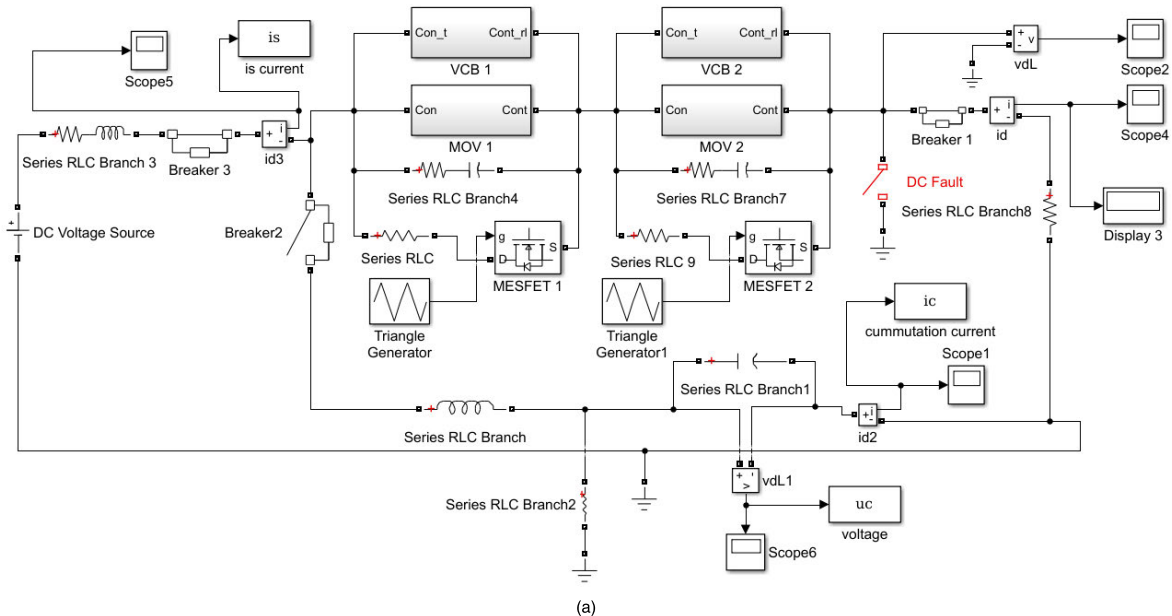 Con_t
Con_rl
VCB 1
Con_t
Con_rl
VCB 2
is
is current
Scope5
+
-
v
vdL
Scope2
Con
Cont
MOV 1
Con
Cont
MOV 2
+
i
-
id
Scope4
+
Series RLC Branch 3
Breaker 3
+
i
-
id3
Breaker 1
+
Series RLC Branch4
+
Series RLC Branch7
DC Fault
Series RLC Branch8
+
Display 3
+
DC Voltage Source
Breaker2
+
Series RLC
g
D
S
MESFET 1
+
Series RLC 9
g
D
S
MESFET 2
Triangle
Generator
Triangle
Generator1
ic
cummutation current
Scope1
+
Series RLC Branch1
+
Series RLC Branch
+
i
-
id2
+
Series RLC Branch2
+
-
v
vdL1
uc
voltage
Scope6
(a)